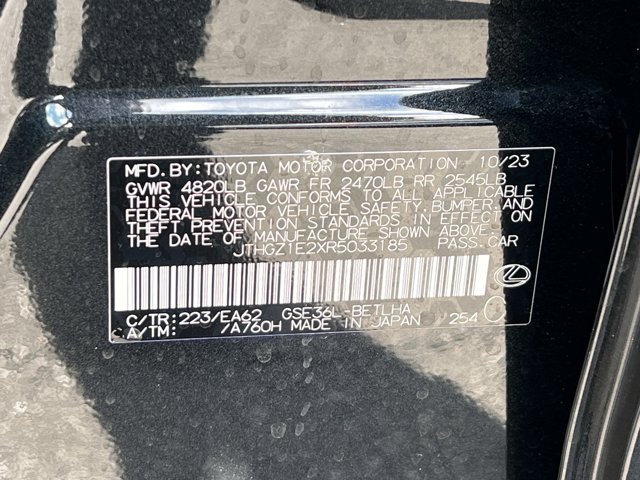 MFD. BY: TOYOTA MOTOR CORPORATION 10/23
GVWR 4820LB GAWR FR 2470LB RR 2545LB
THIS VEHICLE CONFORMS TO ALL APPLICABLE
FEDERAL MOTOR VEHICLE SAFETY, BUMPER, AND
THEFT PREVENTION STANDARDS IN EFFECT ON
THE DATE OF MANUFACTURE SHOWN ABOVE.
JTHGZ1E2XR5033185 PASS.CAR
C/TR: 223/EA62 GSE36L-BETLHA
A/TM: 7A760H MADE IN JAPAN 254 C